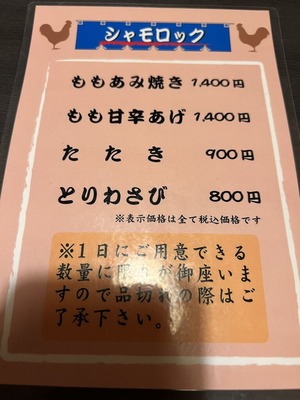 シャモロック
ももあみ焼き 1,400円
もも甘辛あげ 1,400円
たたき 900円
とりわさび 800円
※表示価格は全て税込価格です
※1日にご用意できる
数量に限りが御座いま
すので品切れの際はご
了承下さい。